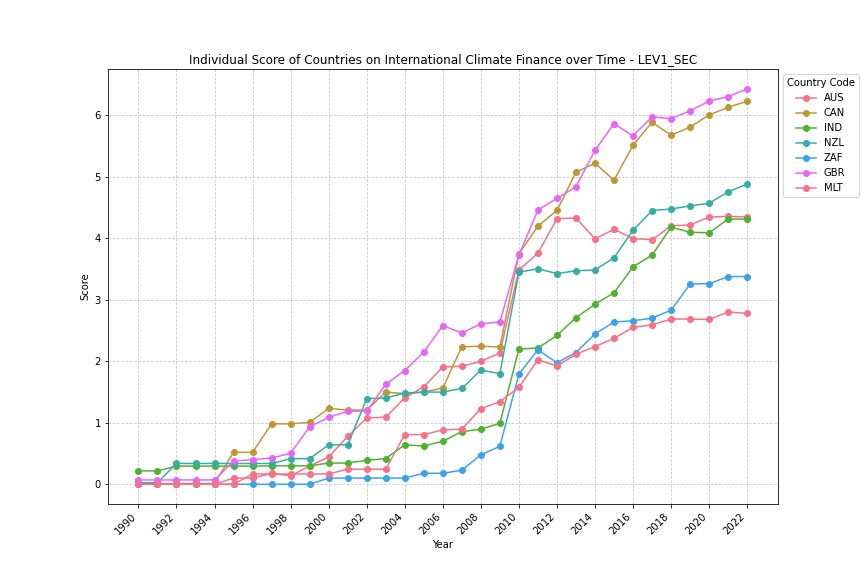 Individual Score of Countries on International Climate Finance over Time - LEV1_SEC
Country Code
AUS
CAN
IND
NZL
ZAF
GBR
MLT
Score
6
5
4
3
2
1
0
1990
1992
1994
1996
1998
2000
2002
2004
2006
2008
2010
2012
2014
2016
2018
2020
2022
Year